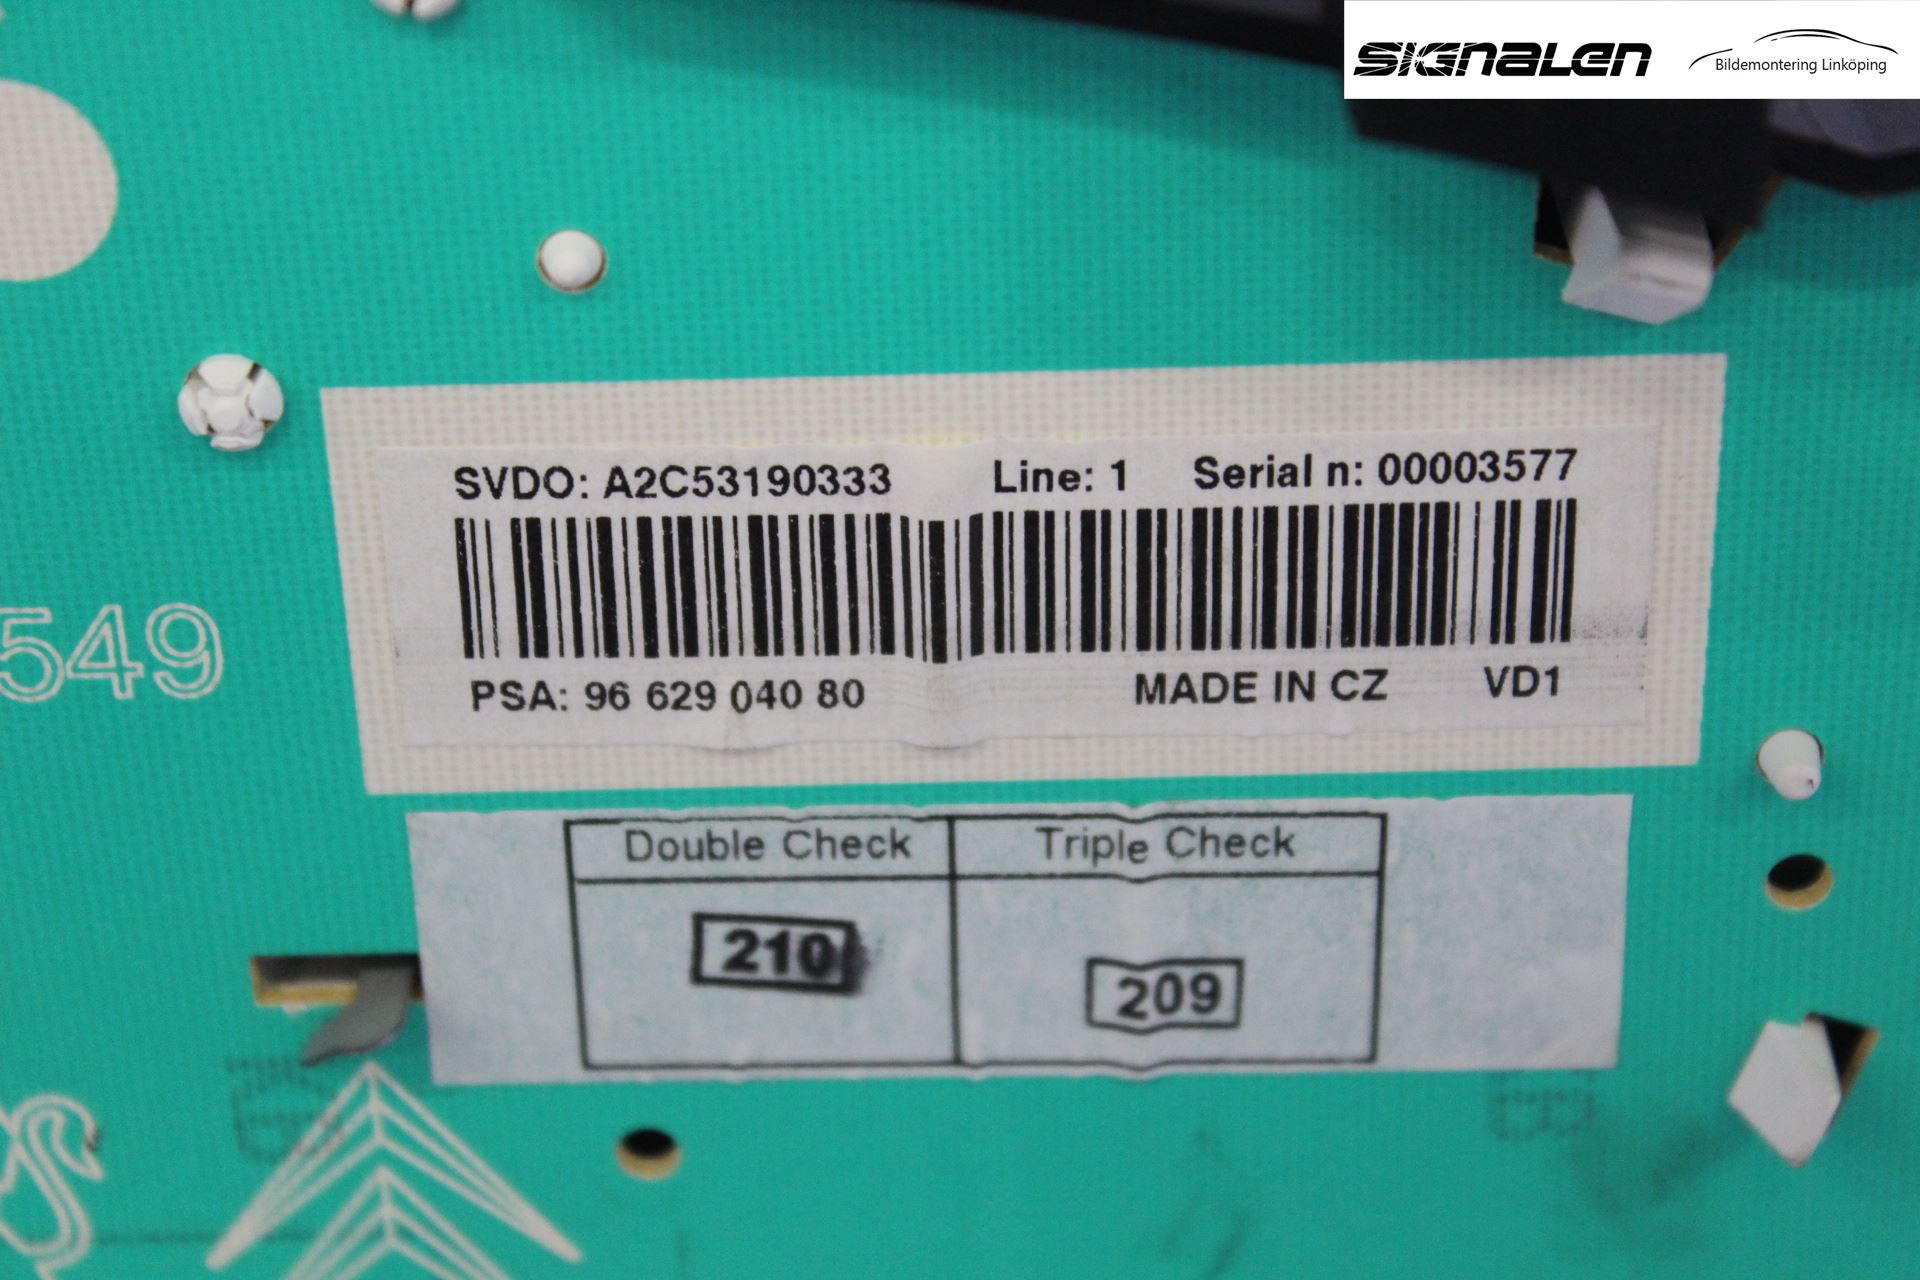 SIGNALEN
Bildemontering Linköping
SVDO: A2C53190333 Line: 1 Serial n: 00003577
549
PSA: 96 629 040 80 MADE IN CZ VD1
Double Check Triple Check
210 209